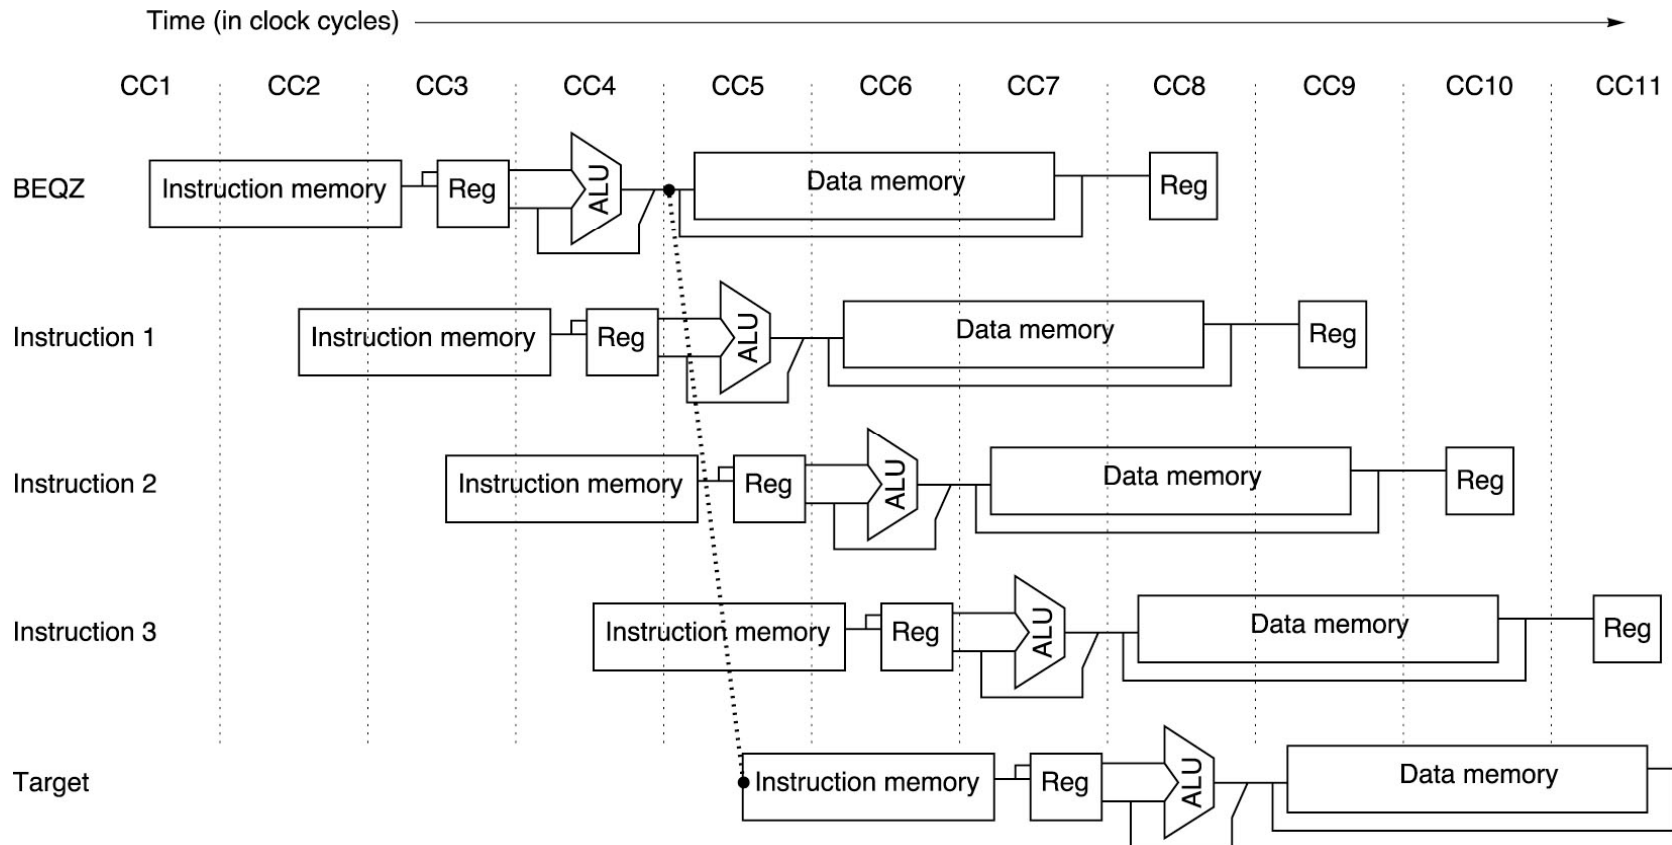 Time (in clock cycles)
CC1 CC2 CC3 CC4 CC5 CC6 CC7 CC8 CC9 CC10 CC11
BEQZ Instruction memory Reg ALU Data memory Reg
Instruction 1 Instruction memory Reg ALU Data memory Reg
Instruction 2 Instruction memory Reg ALU Data memory Reg
Instruction 3 Instruction memory Reg ALU Data memory Reg
Target Instruction memory Reg ALU Data memory